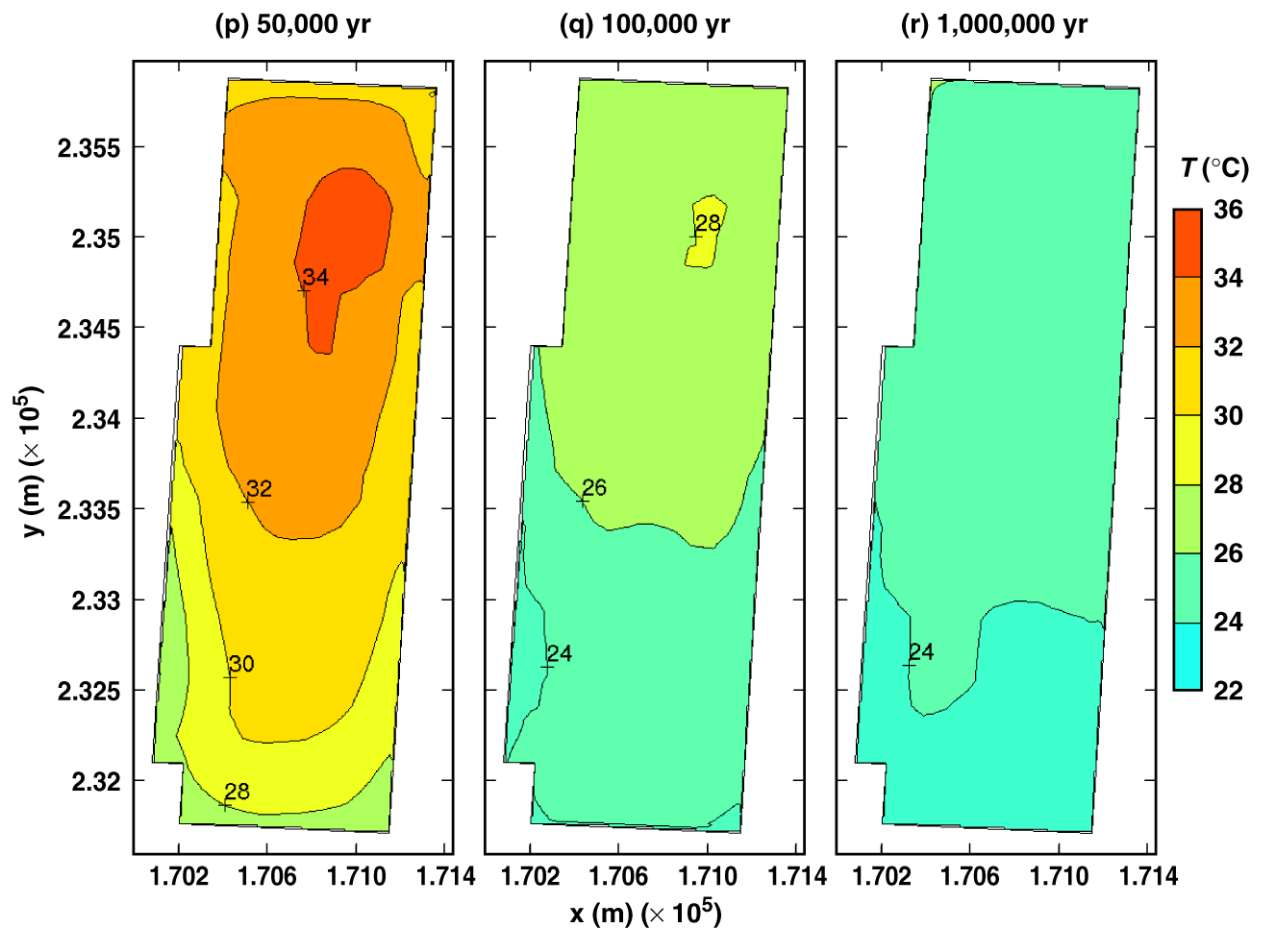 (p) 50,000 yr
(q) 100,000 yr
(r) 1,000,000 yr
y (m) (× 10⁵)
2.355
2.35
2.345
2.34
2.335
2.33
2.325
2.32
34
32
30
28
28
26
24
24
T (°C)
36
34
32
30
28
26
24
22
1.702 1.706 1.710 1.714
1.702 1.706 1.710 1.714
1.702 1.706 1.710 1.714
x (m) (× 10⁵)